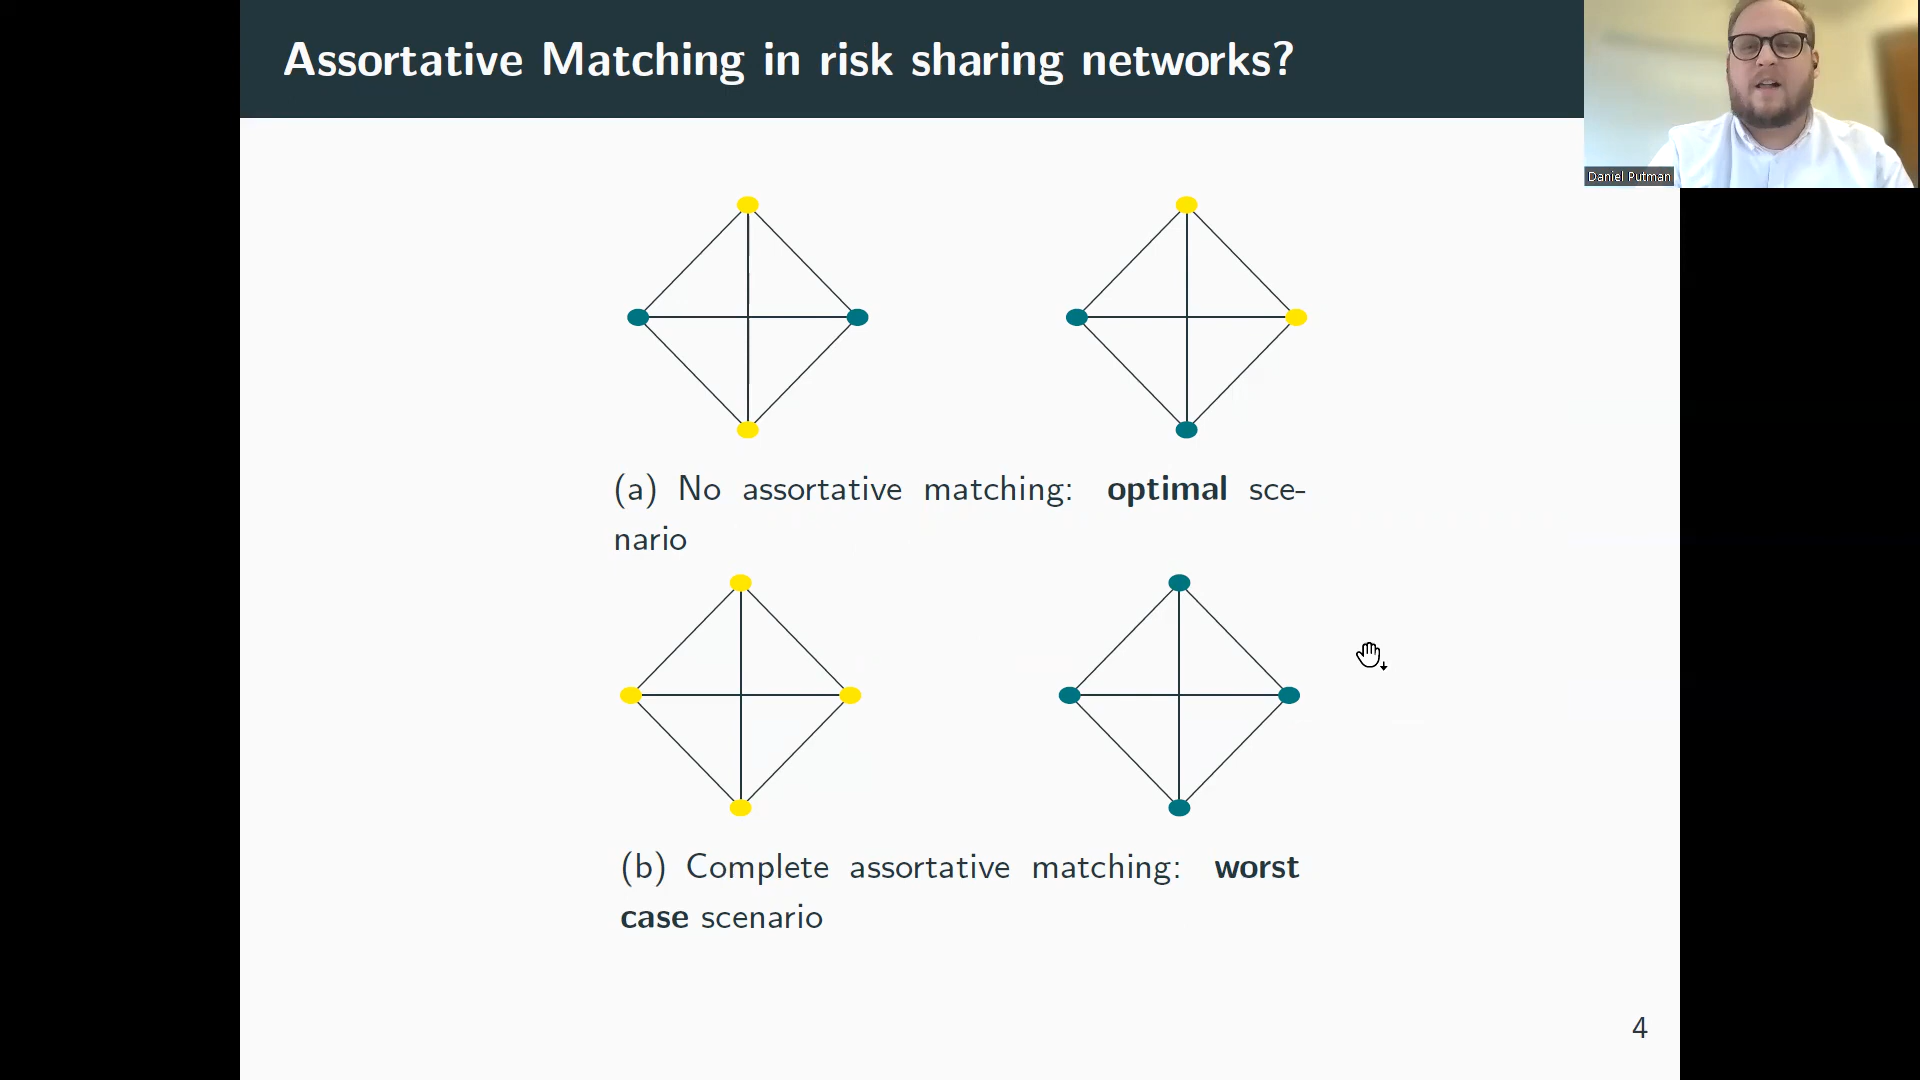 Assortative Matching in risk sharing networks?
Daniel Putman
(a) No assortative matching: optimal sce-
nario
(b) Complete assortative matching: worst
case scenario
4